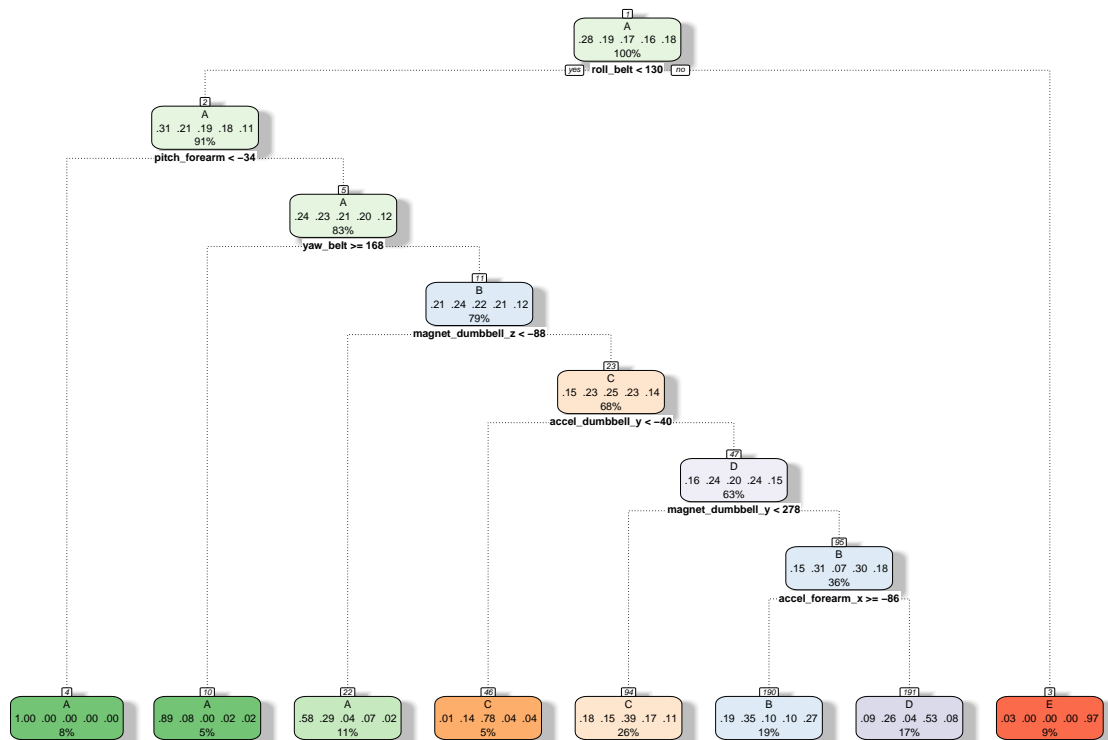 1
A
.28 .19 .17 .16 .18
100%
yes roll_belt < 130 no
2
A
.31 .21 .19 .18 .11
91%
pitch_forearm < −34
5
A
.24 .23 .21 .20 .12
83%
yaw_belt >= 168
11
B
.21 .24 .22 .21 .12
79%
magnet_dumbbell_z < −88
23
C
.15 .23 .25 .23 .14
68%
accel_dumbbell_y < −40
47
D
.16 .24 .20 .24 .15
63%
magnet_dumbbell_y < 278
95
B
.15 .31 .07 .30 .18
36%
accel_forearm_x >= −86
4
A
1.00 .00 .00 .00 .00
8%
10
A
.89 .08 .00 .02 .02
5%
22
A
.58 .29 .04 .07 .02
11%
46
C
.01 .14 .78 .04 .04
5%
94
C
.18 .15 .39 .17 .11
26%
190
B
.19 .35 .10 .10 .27
19%
191
D
.09 .26 .04 .53 .08
17%
3
E
.03 .00 .00 .00 .97
9%